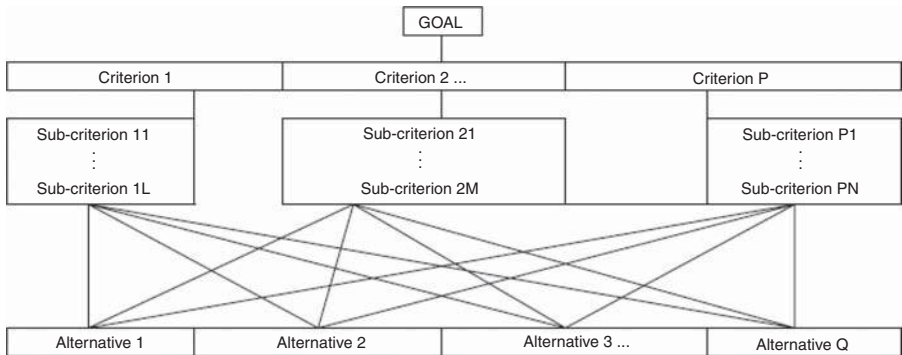 GOAL
Criterion 1
Criterion 2 ...
Criterion P
Sub-criterion 11
⋮
Sub-criterion 1L
Sub-criterion 21
⋮
Sub-criterion 2M
Sub-criterion P1
⋮
Sub-criterion PN
Alternative 1
Alternative 2
Alternative 3 ...
Alternative Q